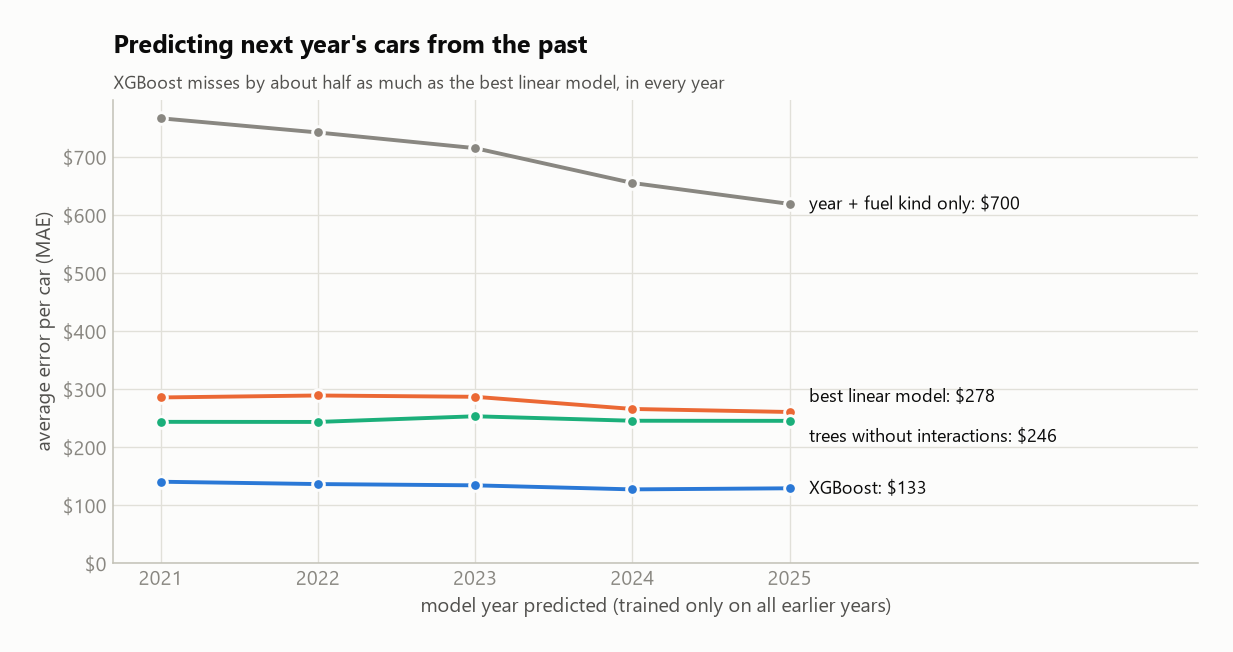 Predicting next year's cars from the past
XGBoost misses by about half as much as the best linear model, in every year
average error per car (MAE)
$700
$600
$500
$400
$300
$200
$100
$0
year + fuel kind only: $700
best linear model: $278
trees without interactions: $246
XGBoost: $133
2021 2022 2023 2024 2025
model year predicted (trained only on all earlier years)